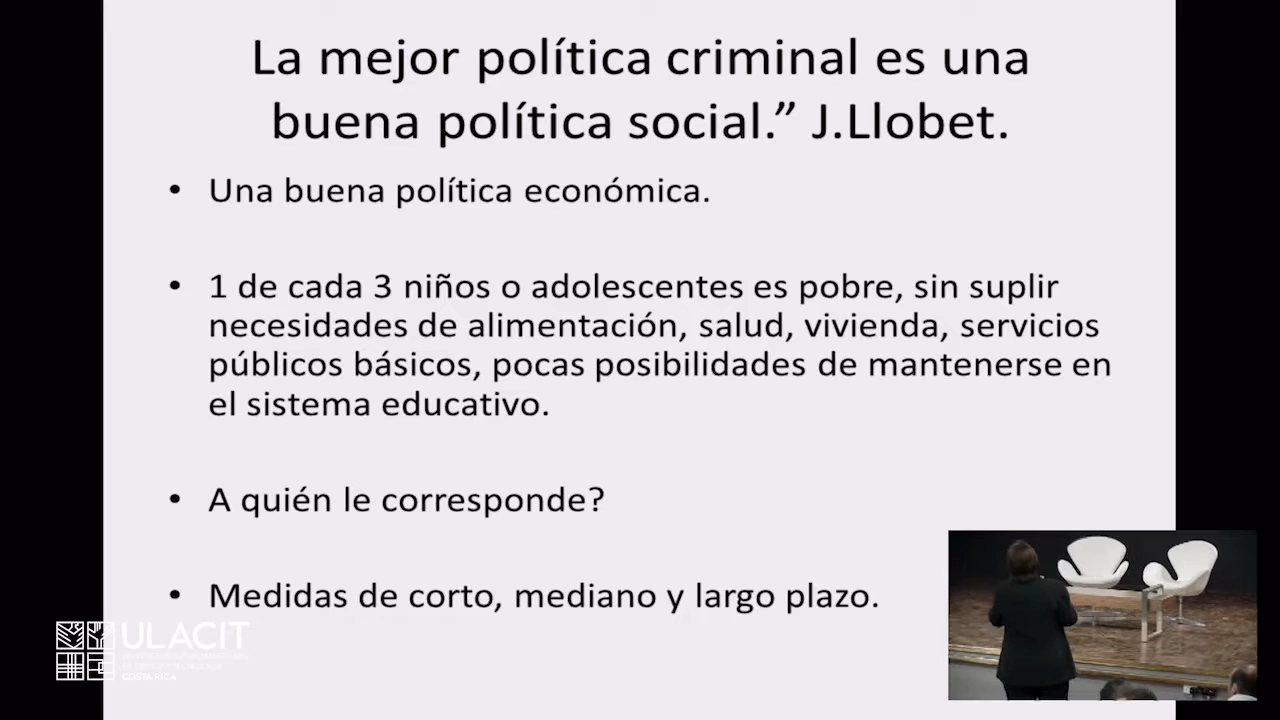 La mejor política criminal es una
buena política social.” J.Llobet.
• Una buena política económica.
• 1 de cada 3 niños o adolescentes es pobre, sin suplir
necesidades de alimentación, salud, vivienda, servicios
públicos básicos, pocas posibilidades de mantenerse en
el sistema educativo.
• A quién le corresponde?
• Medidas de corto, mediano y largo plazo.
ULACIT
COSTA RICA